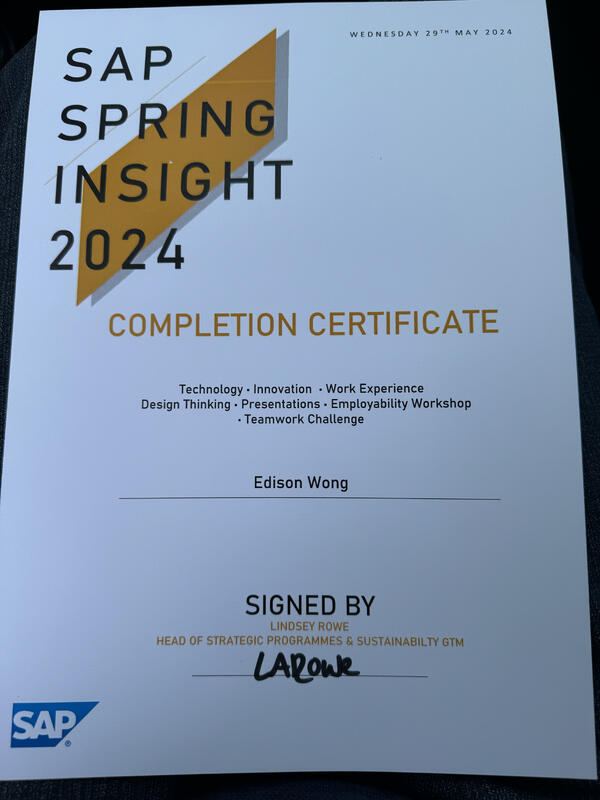 WEDNESDAY 29TH MAY 2024
SAP
SPRING
INSIGHT
2024
COMPLETION CERTIFICATE
Technology • Innovation • Work Experience
Design Thinking • Presentations • Employability Workshop
• Teamwork Challenge
Edison Wong
SIGNED BY
LINDSEY ROWE
HEAD OF STRATEGIC PROGRAMMES & SUSTAINABILTY GTM
LAROWE
SAP®